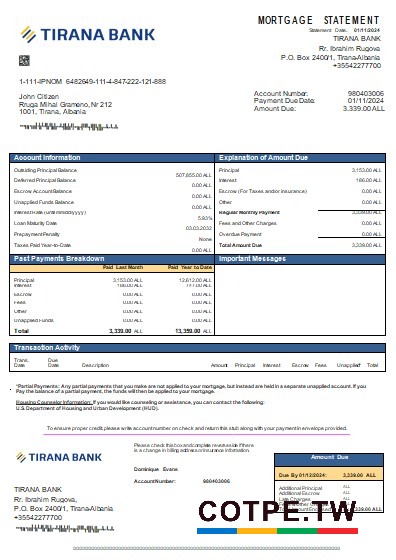 MORTGAGE STATEMENT
TIRANA BANK
Statement Date: 01/11/2024
TIRANA BANK
Rr. Ibrahim Rugova
P.O. Box 2400/1, Tirana-Albania
+35542277700
1-111-IPNOM 6482649-111-4-847-222-121-888
John Citizen
Rruga Mihal Grameno, Nr 212
1001, Tirana, Albania
Account Number: 980403006
Payment Due Date: 01/11/2024
Amount Due: 3,339.00 ALL
Account Information
Outstanding Principal Balance 507,655.00 ALL
Deferred Principal Balance 0.00 ALL
Escrow Account Balance 0.00 ALL
Unapplied Funds Balance 0.00 ALL
Interest Rate 5.93%
Loan Maturity Date 03.03.2032
Prepayment Penalty None
Taxes Paid Year-to-Date 0.00 ALL
Explanation of Amount Due
Principal 3,153.00 ALL
Interest 186.00 ALL
Escrow (For Taxes and/or insurance) 0.00 ALL
Other 0.00 ALL
Regular Monthly Payment 3,339.00 ALL
Fees and Other Charges 0.00 ALL
Overdue Payment 0.00 ALL
Total Amount Due 3,339.00 ALL
Past Payments Breakdown
Paid Last Month Paid Year to Date
Principal 3,153.00 ALL 12,612.00 ALL
Interest 186.00 ALL
Escrow 0.00 ALL 0.00 ALL
Fees 0.00 ALL 0.00 ALL
Other 0.00 ALL 0.00 ALL
Unapplied Funds 0.00 ALL 0.00 ALL
Total 3,339.00 ALL 13,359.00 ALL
Important Messages
Transaction Activity
Trans. Date Due Date Description Amount Principal Interest Escrow Fees Unapplied* Total
*Partial Payments: Any partial payments that you make are not applied to your mortgage, but instead are held in a separate unapplied account. If you
Pay the balance of a partial payment, the funds will then be applied to your mortgage.
Housing Counselor Information: If you would like counseling or assistance, you can contact the following:
U.S. Department of Housing and Urban Development (HUD).
To ensure proper credit please write account number on check and return this stub along with your payment in envelope provided.
TIRANA BANK
Please check this box and complete reverse side if there
is a change in billing address or insurance information.
Dominique Evans
Account Number: 980403006
TIRANA BANK
Rr. Ibrahim Rugova,
P.O. Box 2400/1, Tirana-Albania
+35542277700
Amount Due
Due By 01/12/2024: 3,339.00 ALL
Additional Principal ALL
Additional Escrow ALL
Late Charges
COTPE.TW